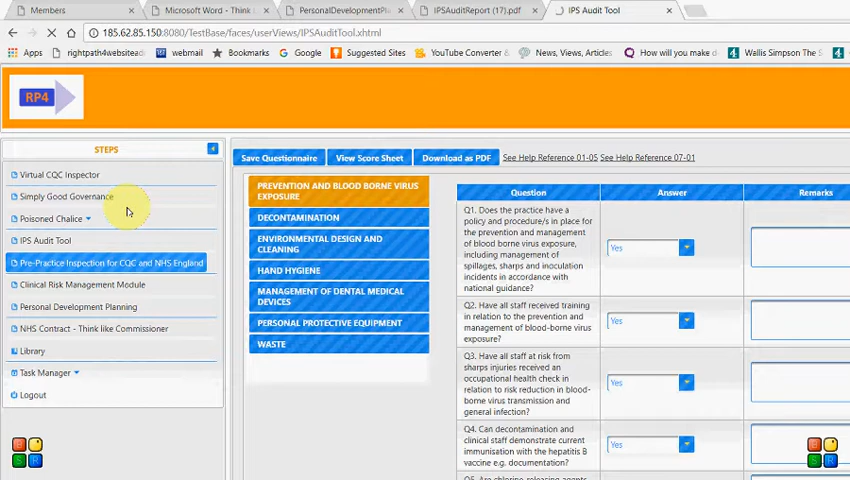 Members
Microsoft Word - Think
PersonalDevelopmentPl
IPSAuditReport (17).pdf
IPS Audit Tool
185.62.85.150:8080/TestBase/faces/userViews/IPSAuditTool.xhtml
Apps
rightpath4websitead
webmail
Bookmarks
Google
Suggested Sites
YouTube Converter &
News, Views, Articles
How will you make
Wallis Simpson The S
RP4
STEPS
Virtual CQC Inspector
Simply Good Governance
Poisoned Chalice
IPS Audit Tool
Pre-Practice Inspection for CQC and NHS England
Clinical Risk Management Module
Personal Development Planning
NHS Contract - Think like Commissioner
Library
Task Manager
Logout
Save Questionnaire
View Score Sheet
Download as PDF
See Help Reference 01-05 See Help Reference 07-01
PREVENTION AND BLOOD BORNE VIRUS
EXPOSURE
DECONTAMINATION
ENVIRONMENTAL DESIGN AND
CLEANING
HAND HYGIENE
MANAGEMENT OF DENTAL MEDICAL
DEVICES
PERSONAL PROTECTIVE EQUIPMENT
WASTE
Question
Answer
Remarks
Q1. Does the practice have a
policy and procedure/s in place for
the prevention and management
of blood borne virus exposure,
including management of
spillages, sharps and inoculation
incidents in accordance with
national guidance?
Yes
Q2. Have all staff received training
in relation to the prevention and
management of blood-borne virus
exposure?
Yes
Q3. Have all staff at risk from
sharps injuries received an
occupational health check in
relation to risk reduction in blood-
borne virus transmission and
general infection?
Yes
Q4. Can decontamination and
clinical staff demonstrate current
immunisation with the hepatitis B
vaccine e.g. documentation?
Yes
B
S
R
B
S
R